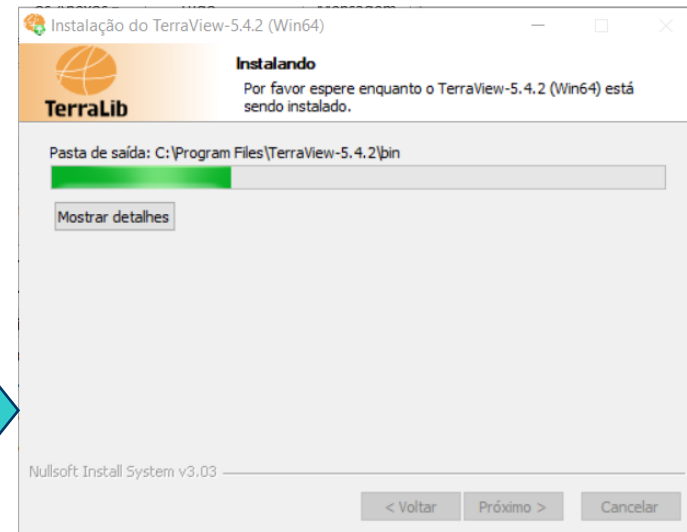 Instalação do TerraView-5.4.2 (Win64)
TerraLib
Instalando
Por favor espere enquanto o TerraView-5.4.2 (Win64) está
sendo instalado.
Pasta de saída: C:\Program Files\TerraView-5.4.2\bin
Mostrar detalhes
Nullsoft Install System v3.03
< Voltar
Próximo >
Cancelar